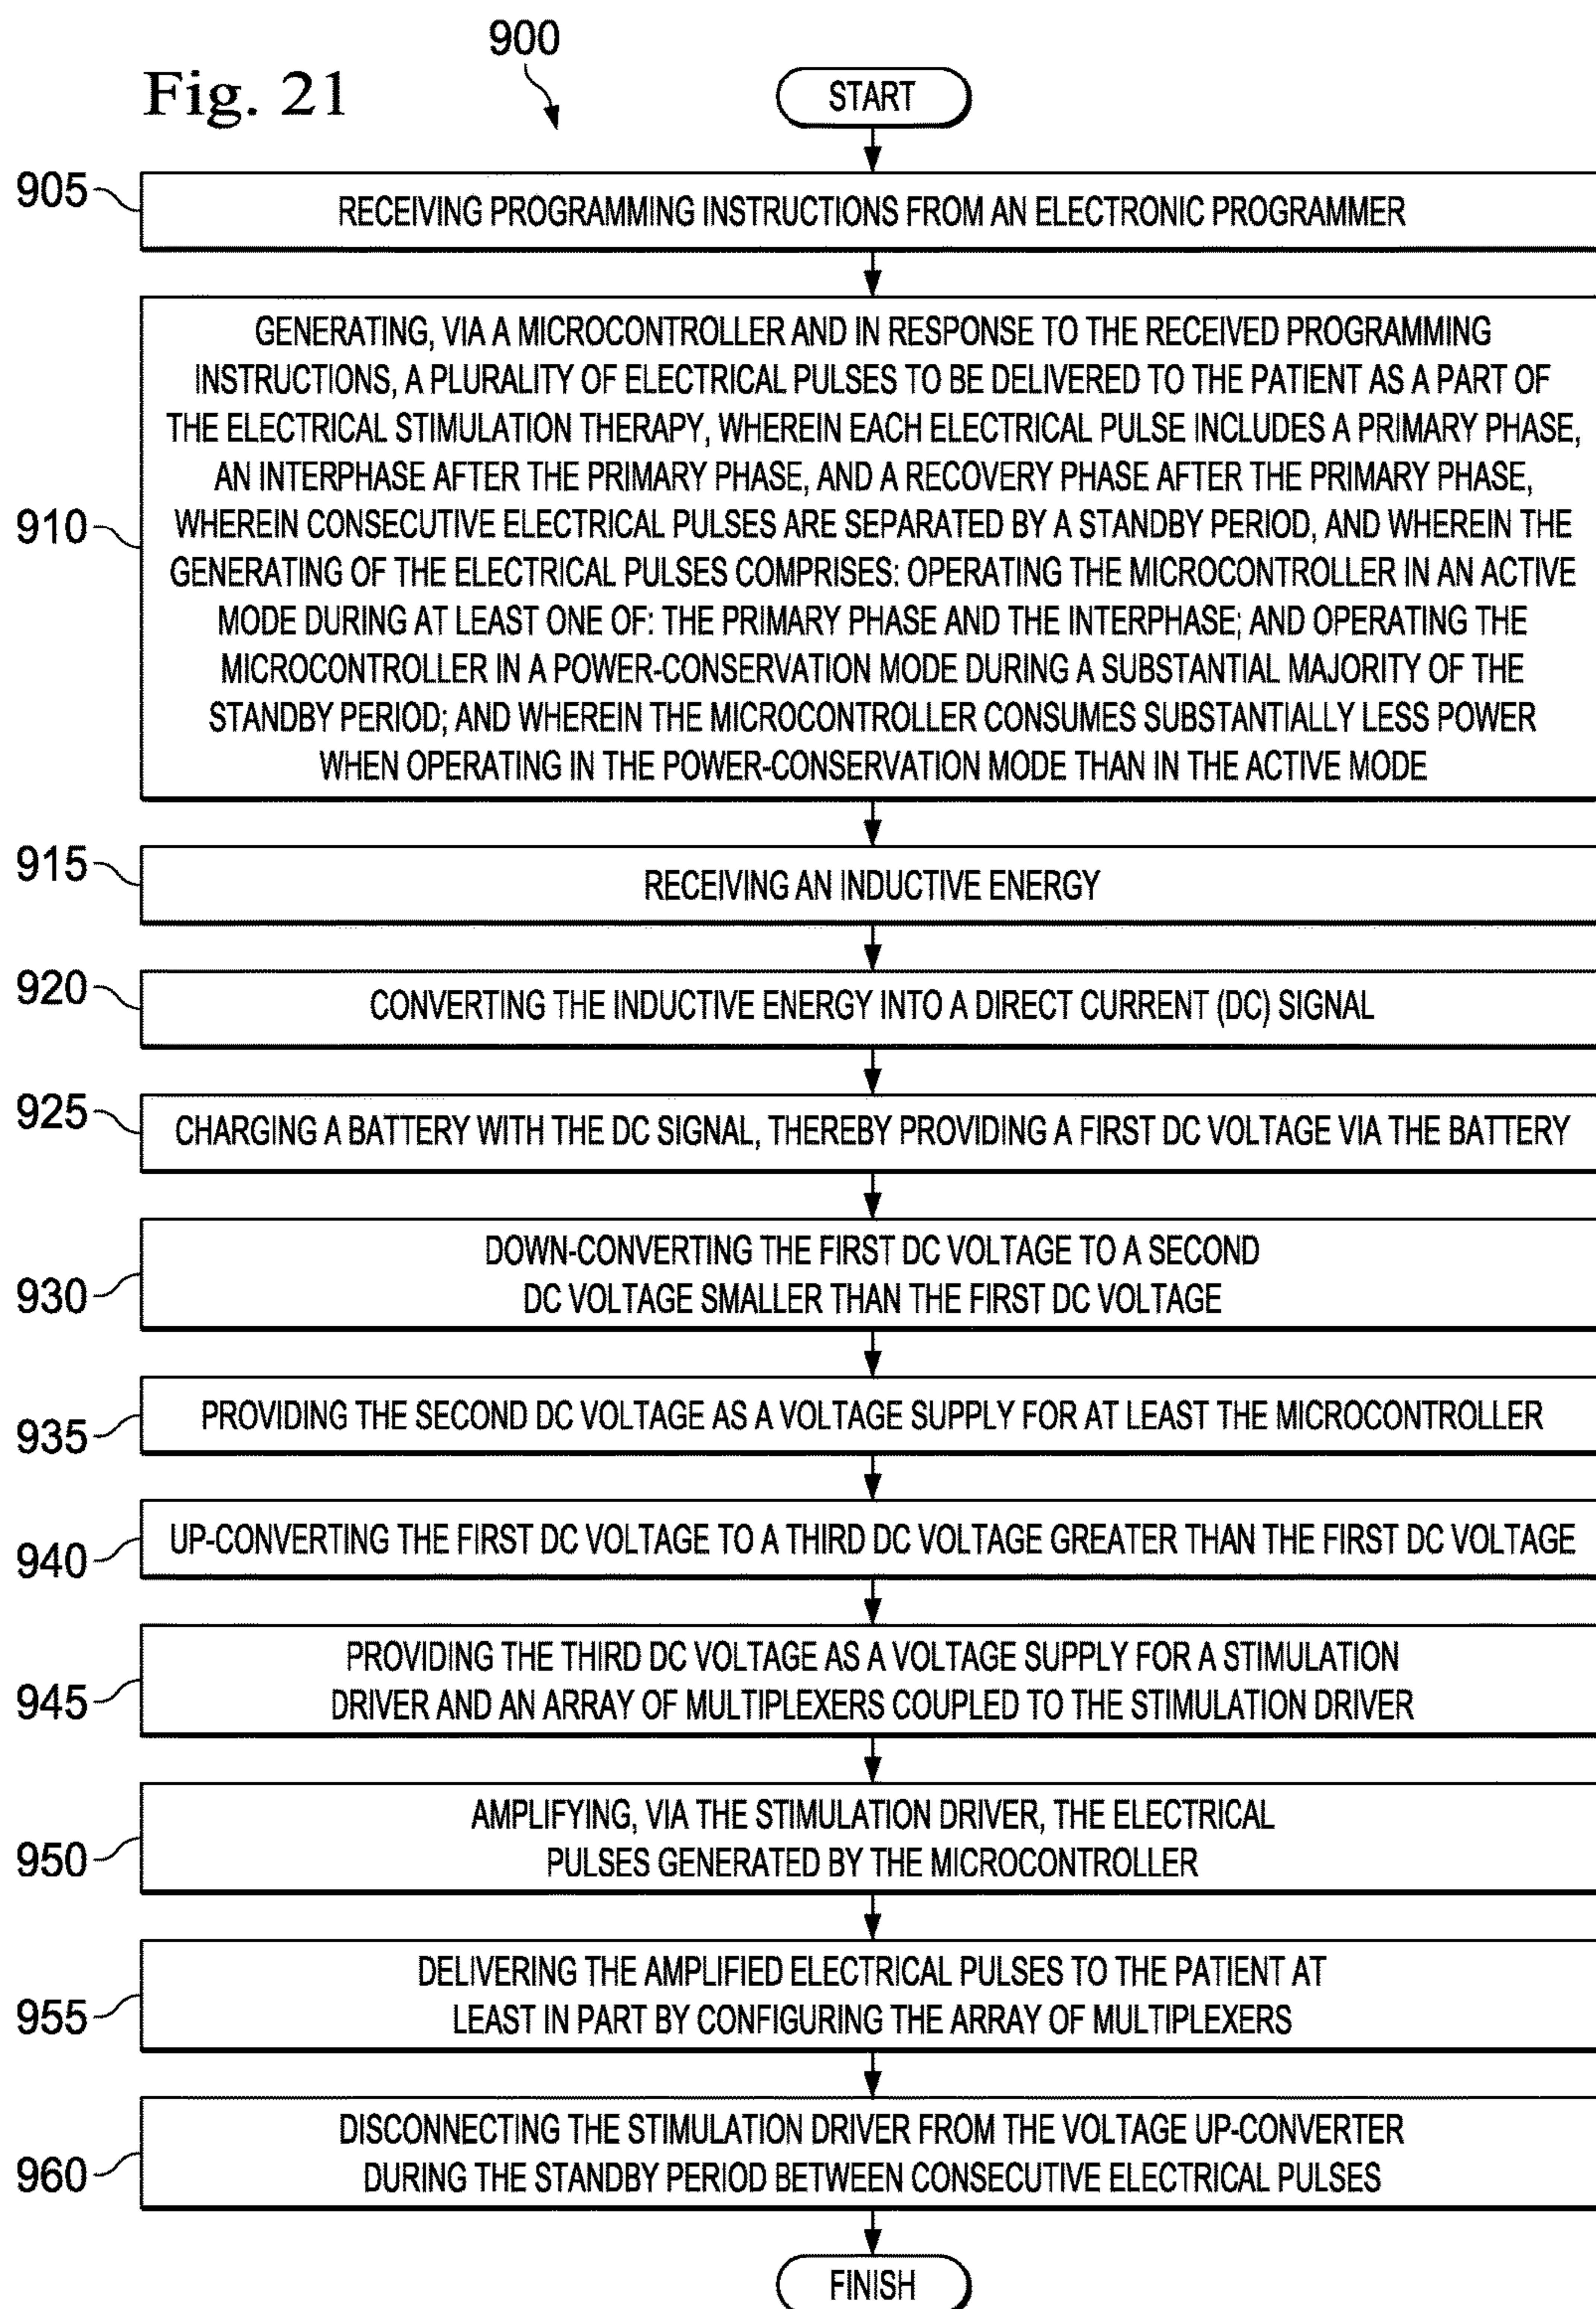 900
Fig. 21
START
905
RECEIVING PROGRAMMING INSTRUCTIONS FROM AN ELECTRONIC PROGRAMMER
910
GENERATING, VIA A MICROCONTROLLER AND IN RESPONSE TO THE RECEIVED PROGRAMMING
INSTRUCTIONS, A PLURALITY OF ELECTRICAL PULSES TO BE DELIVERED TO THE PATIENT AS A PART OF
THE ELECTRICAL STIMULATION THERAPY, WHEREIN EACH ELECTRICAL PULSE INCLUDES A PRIMARY PHASE,
AN INTERPHASE AFTER THE PRIMARY PHASE, AND A RECOVERY PHASE AFTER THE PRIMARY PHASE,
WHEREIN CONSECUTIVE ELECTRICAL PULSES ARE SEPARATED BY A STANDBY PERIOD, AND WHEREIN THE
GENERATING OF THE ELECTRICAL PULSES COMPRISES: OPERATING THE MICROCONTROLLER IN AN ACTIVE
MODE DURING AT LEAST ONE OF: THE PRIMARY PHASE AND THE INTERPHASE; AND OPERATING THE
MICROCONTROLLER IN A POWER-CONSERVATION MODE DURING A SUBSTANTIAL MAJORITY OF THE
STANDBY PERIOD; AND WHEREIN THE MICROCONTROLLER CONSUMES SUBSTANTIALLY LESS POWER
WHEN OPERATING IN THE POWER-CONSERVATION MODE THAN IN THE ACTIVE MODE
915
RECEIVING AN INDUCTIVE ENERGY
920
CONVERTING THE INDUCTIVE ENERGY INTO A DIRECT CURRENT (DC) SIGNAL
925
CHARGING A BATTERY WITH THE DC SIGNAL, THEREBY PROVIDING A FIRST DC VOLTAGE VIA THE BATTERY
930
DOWN-CONVERTING THE FIRST DC VOLTAGE TO A SECOND
DC VOLTAGE SMALLER THAN THE FIRST DC VOLTAGE
935
PROVIDING THE SECOND DC VOLTAGE AS A VOLTAGE SUPPLY FOR AT LEAST THE MICROCONTROLLER
940
UP-CONVERTING THE FIRST DC VOLTAGE TO A THIRD DC VOLTAGE GREATER THAN THE FIRST DC VOLTAGE
945
PROVIDING THE THIRD DC VOLTAGE AS A VOLTAGE SUPPLY FOR A STIMULATION
DRIVER AND AN ARRAY OF MULTIPLEXERS COUPLED TO THE STIMULATION DRIVER
950
AMPLIFYING, VIA THE STIMULATION DRIVER, THE ELECTRICAL
PULSES GENERATED BY THE MICROCONTROLLER
955
DELIVERING THE AMPLIFIED ELECTRICAL PULSES TO THE PATIENT AT
LEAST IN PART BY CONFIGURING THE ARRAY OF MULTIPLEXERS
960
DISCONNECTING THE STIMULATION DRIVER FROM THE VOLTAGE UP-CONVERTER
DURING THE STANDBY PERIOD BETWEEN CONSECUTIVE ELECTRICAL PULSES
FINISH